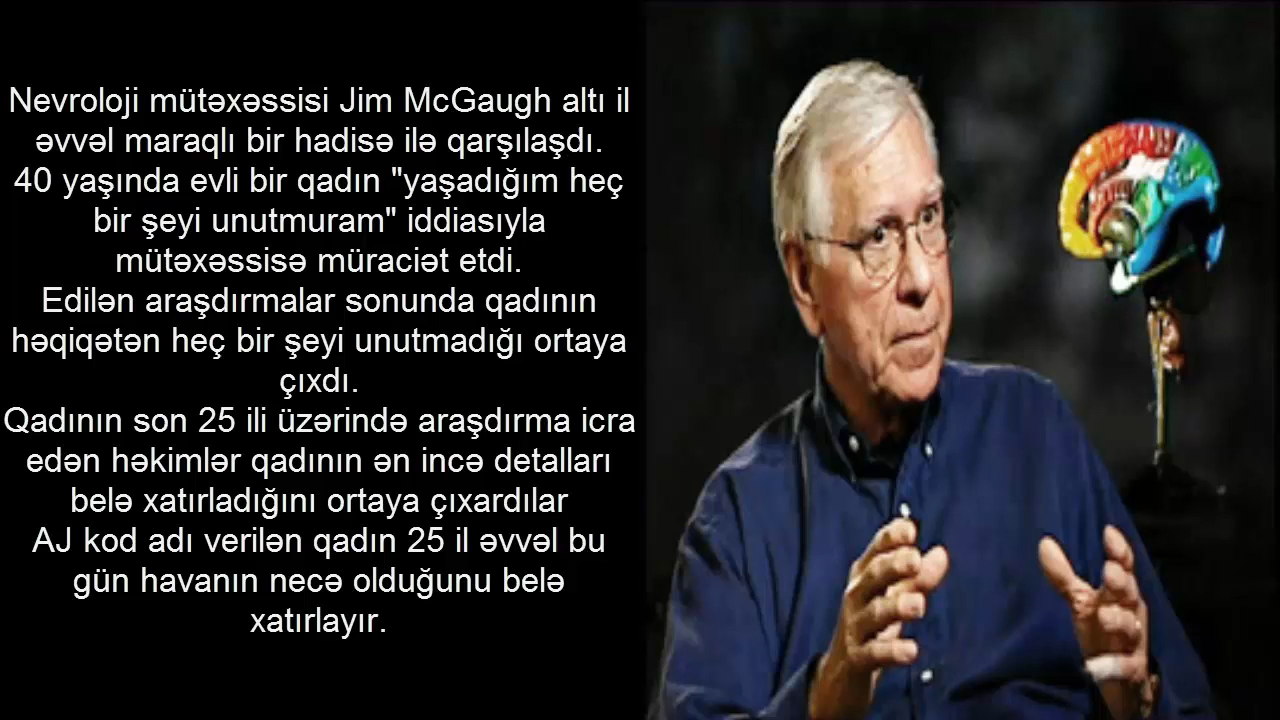 Nevroloji mütəxəssisi Jim McGaugh altı il
əvvəl maraqlı bir hadisə ilə qarşılaşdı.
40 yaşında evli bir qadın "yaşadığım heç
bir şeyi unutmuram" iddiasıyla
mütəxəssisə müraciət etdi.
Edilən araşdırmalar sonunda qadının
həqiqətən heç bir şeyi unutmadığı ortaya
çıxdı.
Qadının son 25 ili üzərində araşdırma icra
edən həkimlər qadının ən incə detalları
belə xatırladığını ortaya çıxardılar
AJ kod adı verilən qadın 25 il əvvəl bu
gün havanın necə olduğunu belə
xatırlayır.